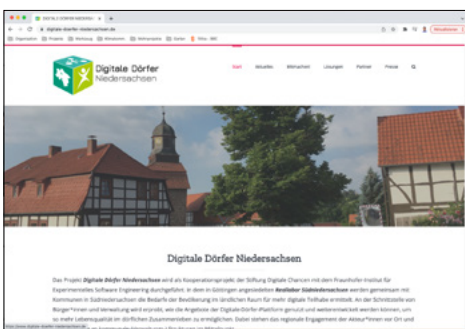 DIGITALE DÖRFER NIEDERSA
digitale-doerfer-niedersachsen.de
Aktualisieren
Organisation Projekte Werkzeug
Digitale Dörfer
Niedersachsen
Start Aktuelles Mitmachen Lösungen Partner Presse
Digitale Dörfer Niedersachsen
Das Projekt Digitale Dörfer Niedersachsen wird als Kooperationsprojekt der Stiftung Digitale Chancen mit dem Fraunhofer-Institut für
Experimentelles Software Engineering durchgeführt. In dem in Göttingen angesiedelten Reallabor Südniedersachsen werden gemeinsam mit
Kommunen in Südniedersachsen die Bedarfe der Bevölkerung im ländlichen Raum für mehr digitale Teilhabe ermittelt. An der Schnittstelle von
Bürger*innen und Verwaltung wird erprobt, wie die Angebote der Digitale-Dörfer-Plattform genutzt und weiterentwickelt werden können, um
so mehr Lebensqualität im dörflichen Zusammenleben zu ermöglichen. Dabei stehen das regionale Engagement der Akteur*innen vor Ort und